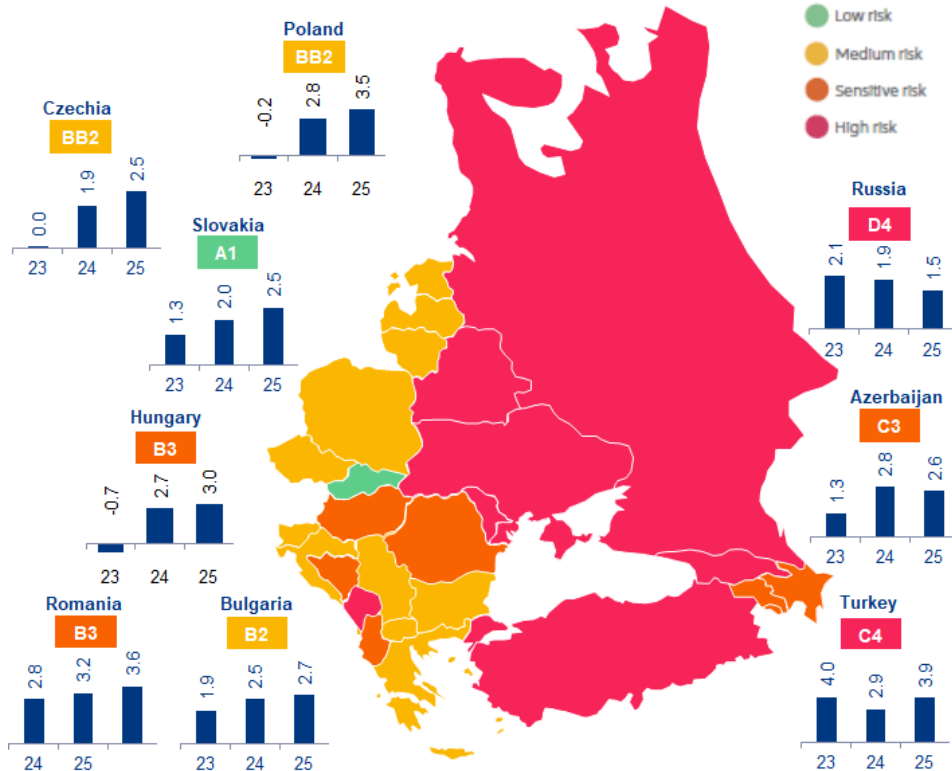 Low risk
Medium risk
Sensitive risk
High risk
Poland
BB2
-0.2 2.8 3.5
23 24 25
Czechia
BB2
0.0 1.9 2.5
23 24 25
Slovakia
A1
1.3 2.0 2.5
23 24 25
Russia
D4
2.1 1.9 1.5
23 24 25
Hungary
B3
-0.7 2.7 3.0
23 24 25
Azerbaijan
C3
1.3 2.8 2.6
23 24 25
Romania
B3
2.8 3.2 3.6
24 25
Bulgaria
B2
1.9 2.5 2.7
23 24 25
Turkey
C4
4.0 2.9 3.9
23 24 25